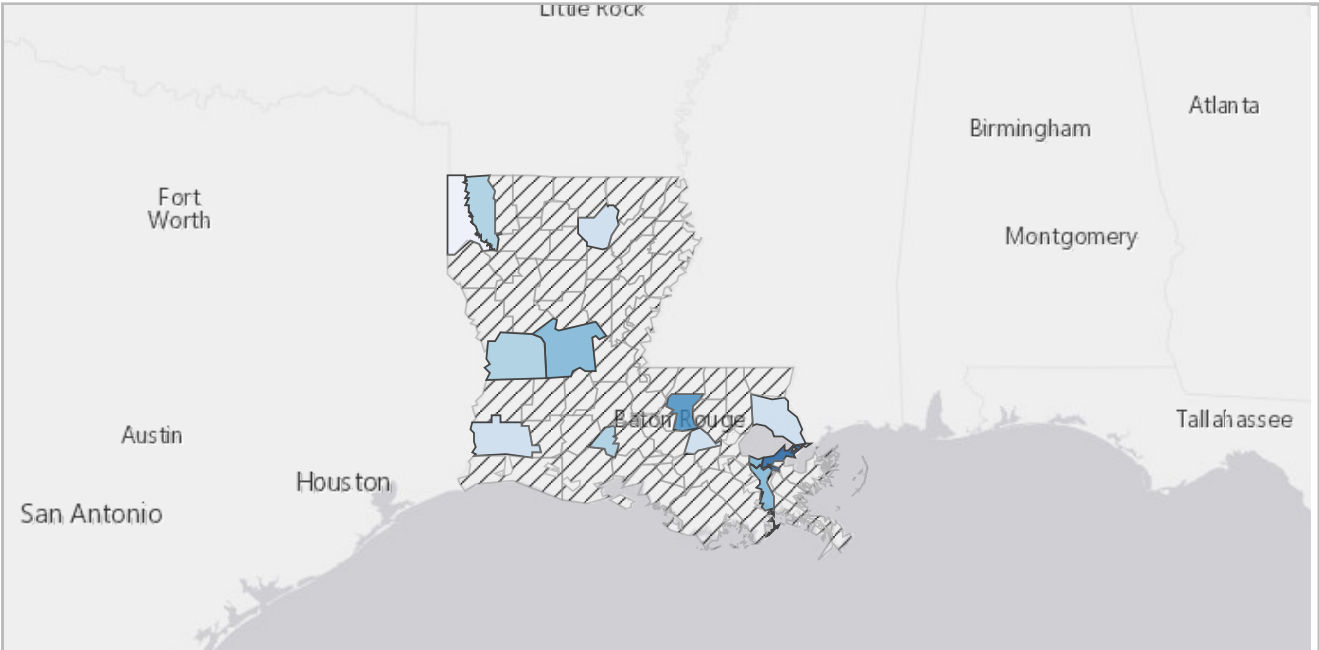 Little Rock
Atlanta
Birmingham
Fort
Worth
Montgomery
Baton Rouge
Tallahassee
Austin
Houston
San Antonio